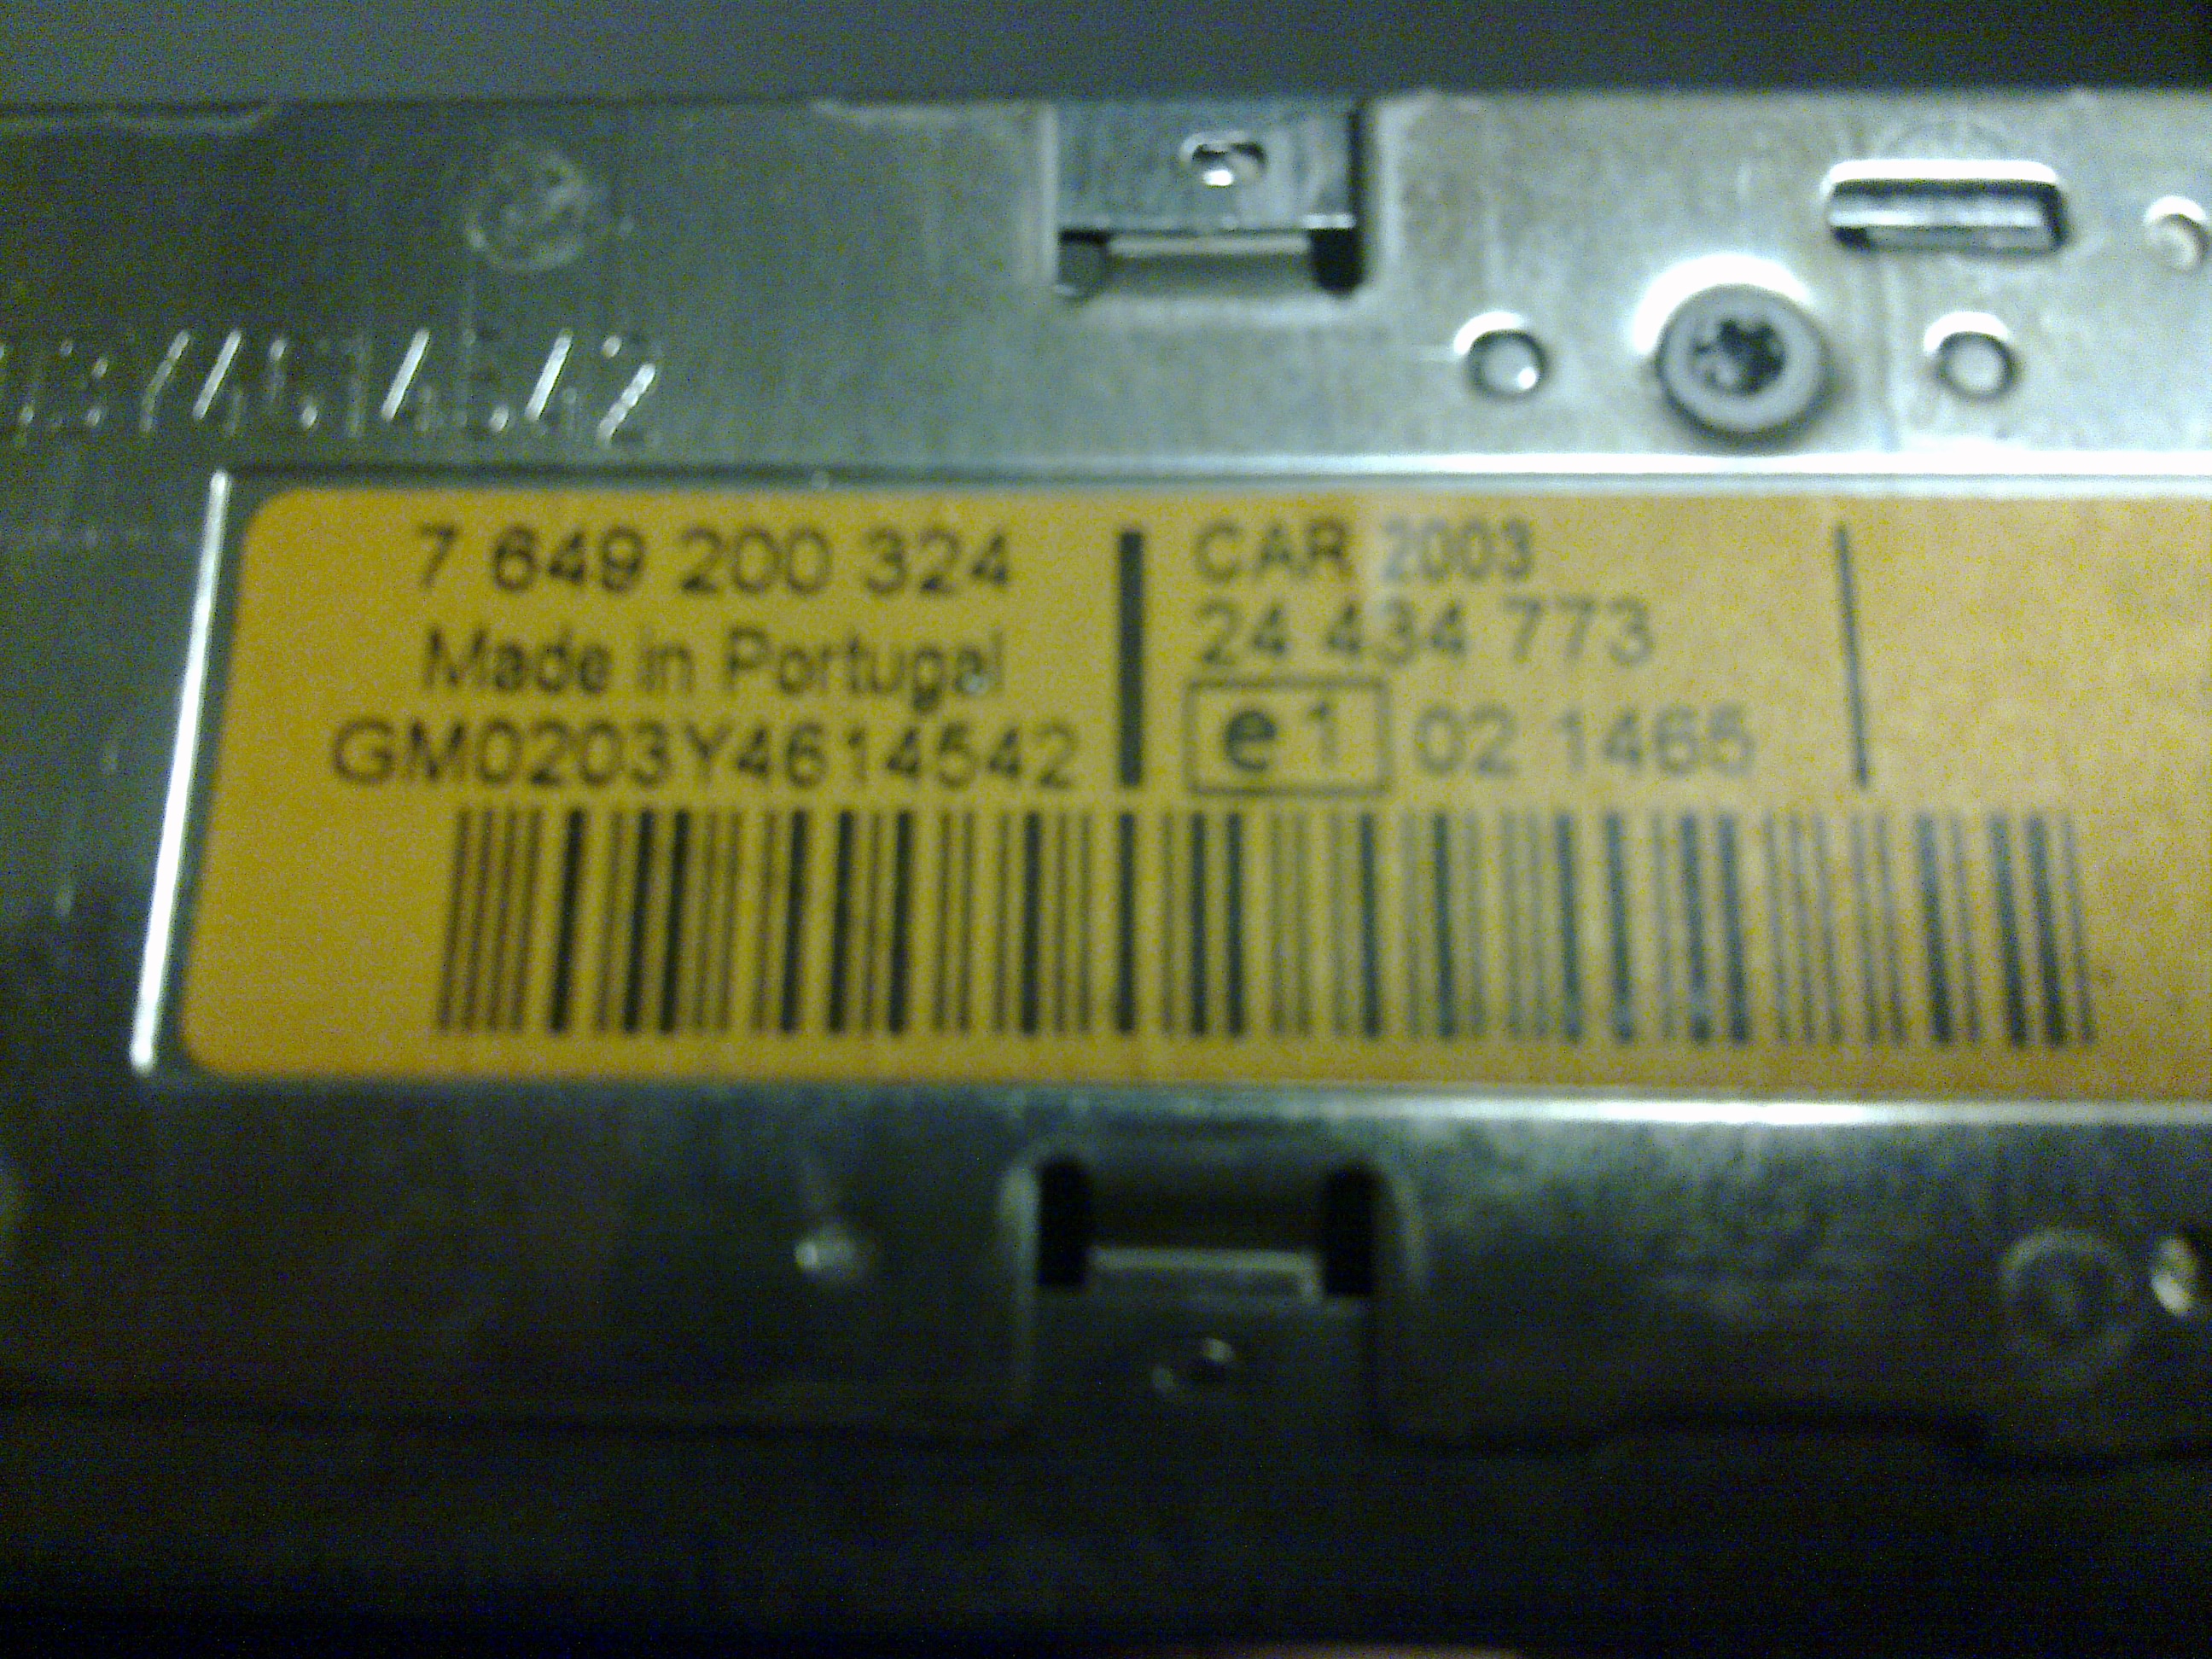 7 649 200 324
Made in Portugal
GM0203Y4614542
CAR 2003
24 434 773
e1 02 1465